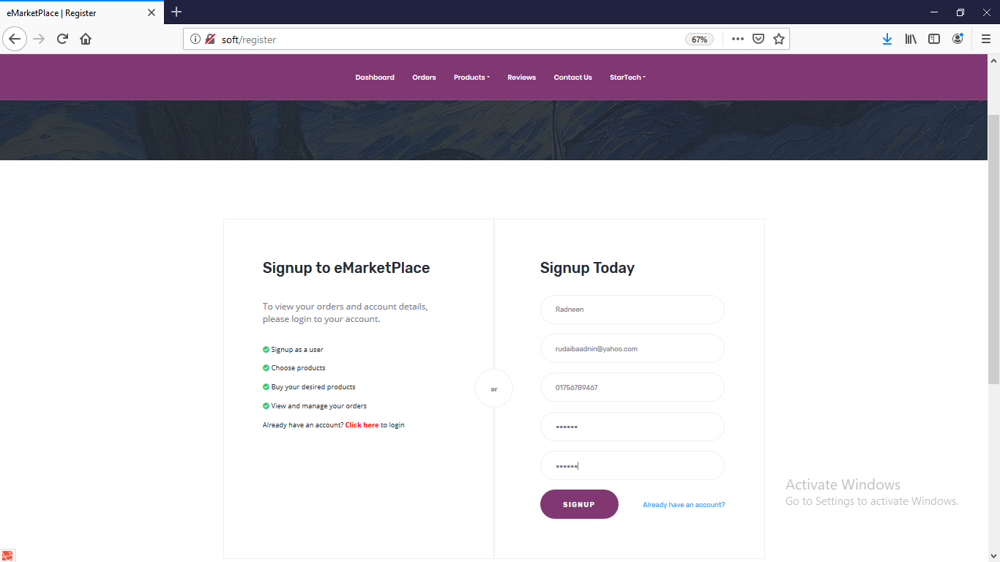 eMarketPlace | Register
soft/register
67%
Dashboard Orders Products Reviews Contact Us StarTech
Signup to eMarketPlace
To view your orders and account details,
please login to your account.
Signup as a user
Choose products
Buy your desired products
View and manage your orders
Already have an account? Click here to login
or
Signup Today
Radneen
rudaibaadnin@yahoo.com
01756789467
••••••
••••••
SIGNUP
Already have an account?
Activate Windows
Go to Settings to activate Windows.